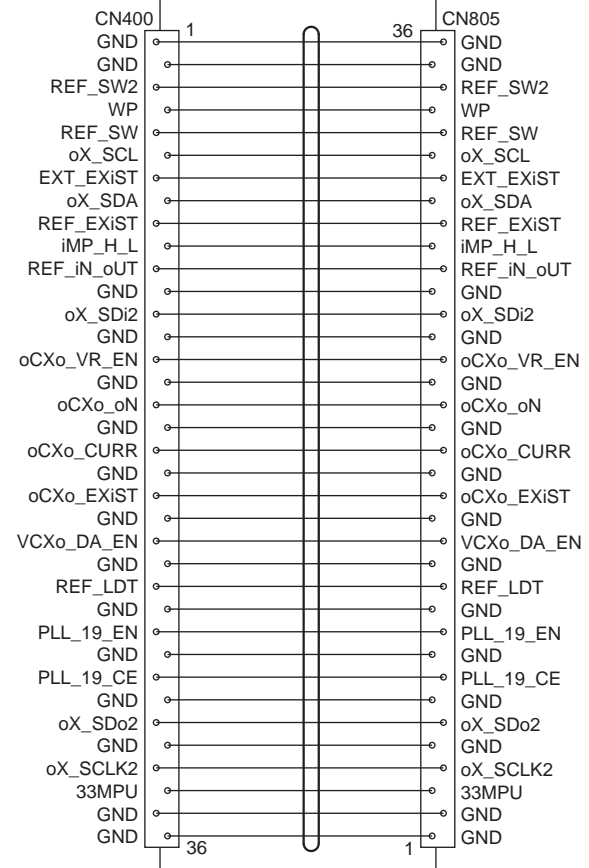 CN400 CN805
1 36
GND GND
GND GND
REF_SW2 REF_SW2
WP WP
REF_SW REF_SW
oX_SCL oX_SCL
EXT_EXiST EXT_EXiST
oX_SDA oX_SDA
REF_EXiST REF_EXiST
iMP_H_L iMP_H_L
REF_iN_oUT REF_iN_oUT
GND GND
oX_SDi2 oX_SDi2
GND GND
oCXo_VR_EN oCXo_VR_EN
GND GND
oCXo_oN oCXo_oN
GND GND
oCXo_CURR oCXo_CURR
GND GND
oCXo_EXiST oCXo_EXiST
GND GND
VCXo_DA_EN VCXo_DA_EN
GND GND
REF_LDT REF_LDT
GND GND
PLL_19_EN PLL_19_EN
GND GND
PLL_19_CE PLL_19_CE
GND GND
oX_SDo2 oX_SDo2
GND GND
oX_SCLK2 oX_SCLK2
33MPU 33MPU
GND GND
GND GND
36 1